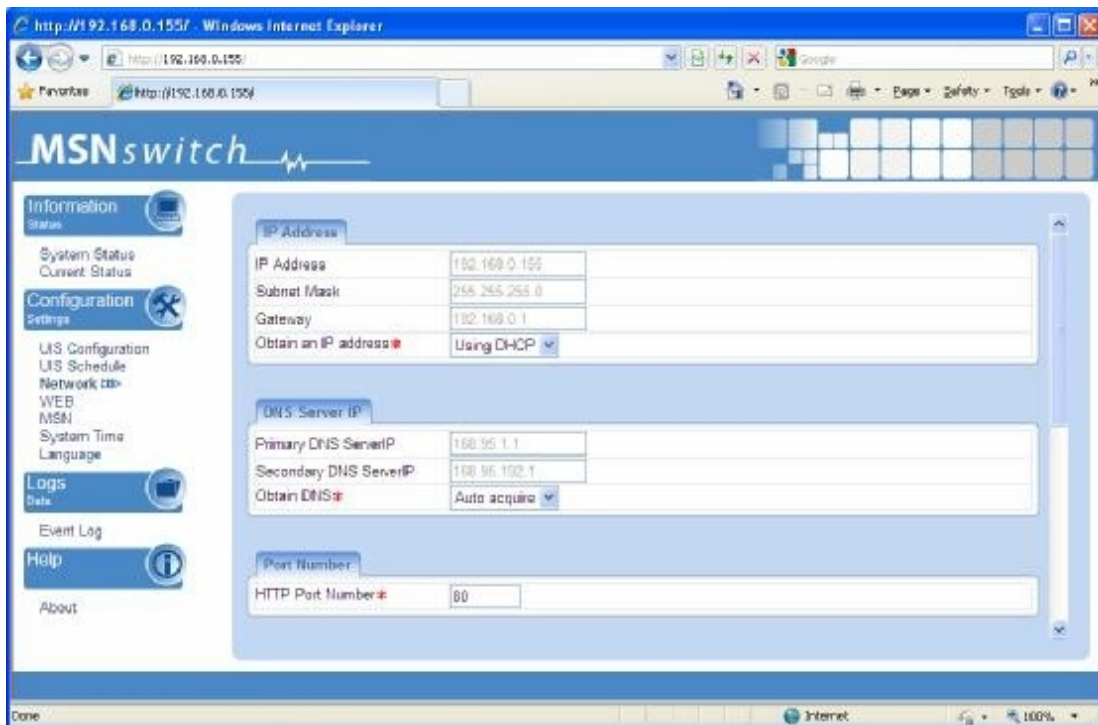 http://192.168.0.155/ - Windows Internet Explorer
http://192.168.0.155/
Google
Favorites
http://192.168.0.155/
Page
Safety
Tools
MSNswitch
Information
Status
System Status
Current Status
Configuration
Settings
UIS Configuration
UIS Schedule
Network
WEB
MSN
System Time
Language
Logs
Data
Event Log
Help
About
IP Address
IP Address 192.168.0.155
Subnet Mask 255.255.255.0
Gateway 192.168.0.1
Obtain an IP address* Using DHCP
DNS Server IP
Primary DNS ServerIP 168.95.1.1
Secondary DNS ServerIP 168.95.192.1
Obtain DNS* Auto acquire
Port Number
HTTP Port Number* 80
Done
Internet
100%